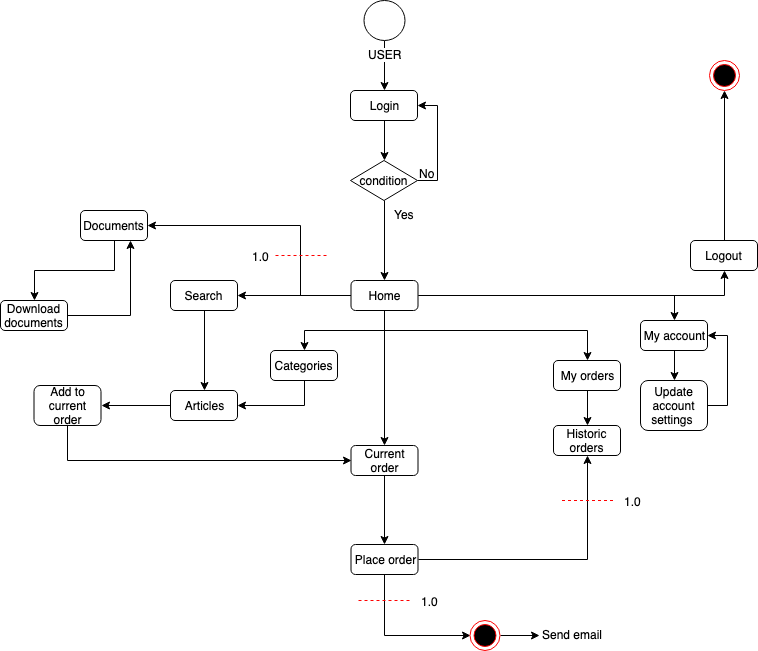 USER
Login
condition
No
Yes
Documents
1.0
Logout
Download
documents
Search
Home
My account
Categories
My orders
Add to
current
order
Articles
Update
account
settings
Historic
orders
Current
order
1.0
Place order
1.0
Send email